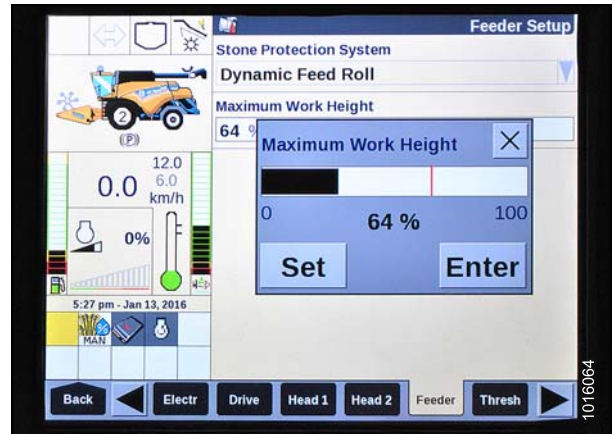 Feeder Setup
Stone Protection System
Dynamic Feed Roll
Maximum Work Height
64 %
Maximum Work Height
0 64 % 100
Set Enter
2
(P)
12.0
0.0 6.0
km/h
0%
5:27 pm - Jan 13, 2016
MAN
Back Electr Drive Head 1 Head 2 Feeder Thresh
1016064